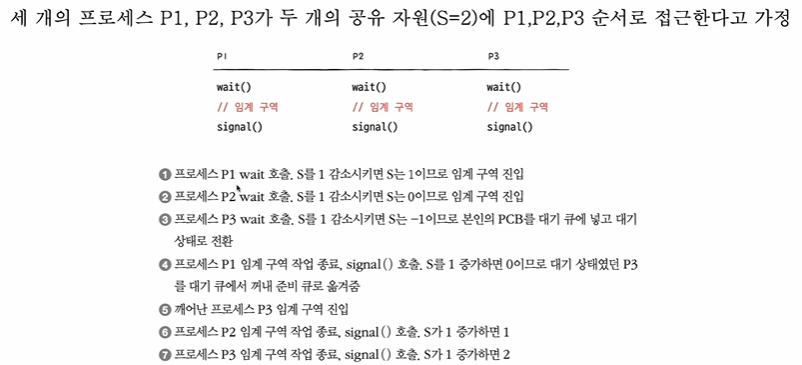 세 개의 프로세스 P1, P2, P3가 두 개의 공유 자원(S=2)에 P1,P2,P3 순서로 접근한다고 가정
P1 P2 P3
wait() wait() wait()
// 임계 구역 // 임계 구역 // 임계 구역
signal() signal() signal()
❶ 프로세스 P1 wait 호출. S를 1 감소시키면 S는 1이므로 임계 구역 진입
❷ 프로세스 P2 wait 호출. S를 1 감소시키면 S는 0이므로 임계 구역 진입
❸ 프로세스 P3 wait 호출. S를 1 감소시키면 S는 -1이므로 본인의 PCB를 대기 큐에 넣고 대기
상태로 전환
❹ 프로세스 P1 임계 구역 작업 종료, signal() 호출. S를 1 증가하면 0이므로 대기 상태였던 P3
를 대기 큐에서 꺼내 준비 큐로 옮겨줌
❺ 깨어난 프로세스 P3 임계 구역 진입
❻ 프로세스 P2 임계 구역 작업 종료, signal() 호출. S가 1 증가하면 1
❼ 프로세스 P3 임계 구역 작업 종료, signal() 호출. S가 1 증가하면 2